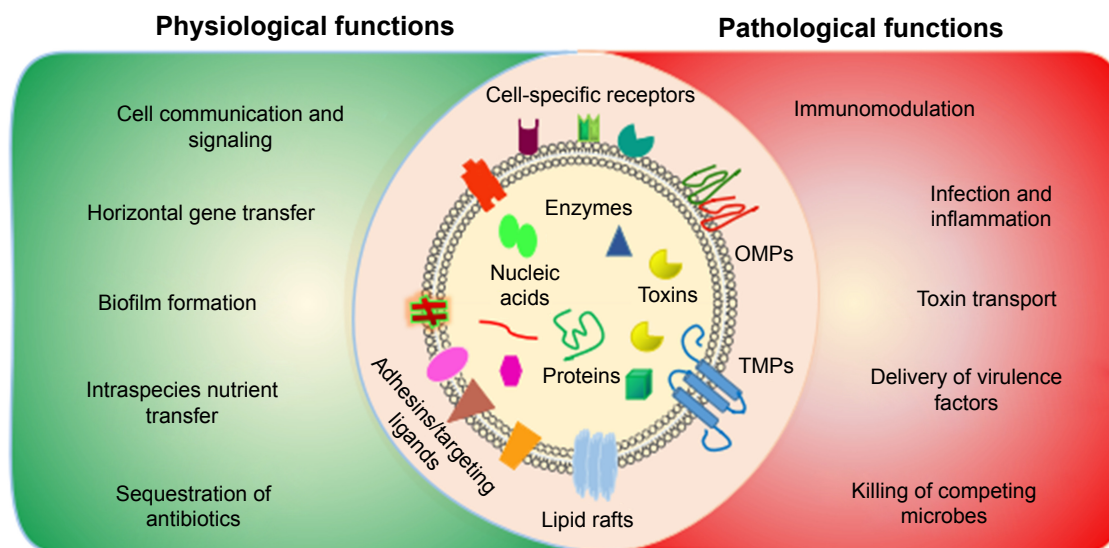 Physiological functions
Pathological functions
Cell communication and
signaling
Horizontal gene transfer
Biofilm formation
Intraspecies nutrient
transfer
Sequestration of
antibiotics
Cell-specific receptors
Enzymes
Nucleic
acids
Toxins
Proteins
OMPs
TMPs
Adhesins/targeting
ligands
Lipid rafts
Immunomodulation
Infection and
inflammation
Toxin transport
Delivery of virulence
factors
Killing of competing
microbes